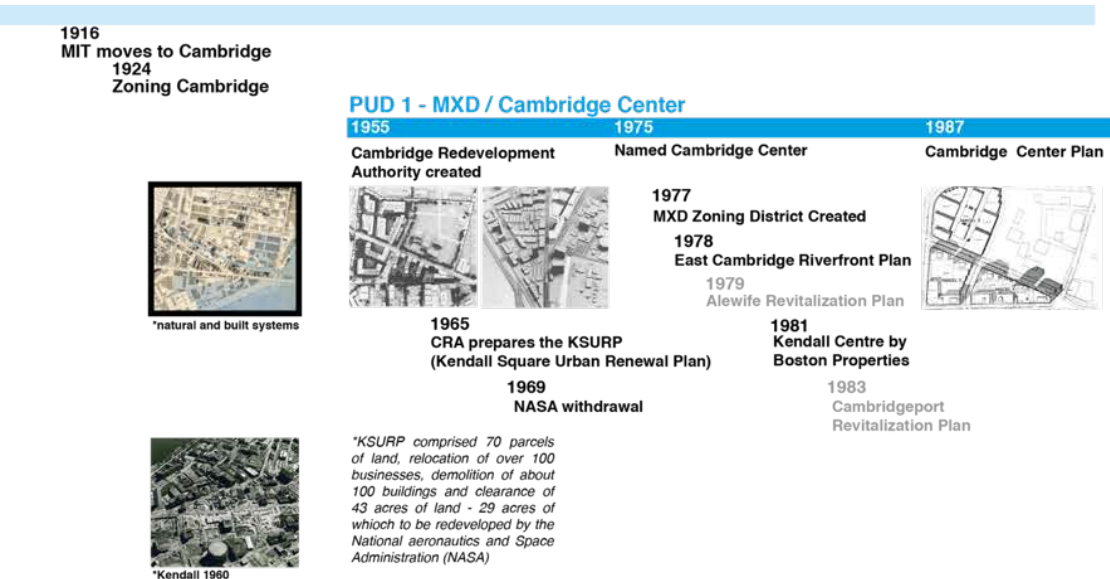 1916
MIT moves to Cambridge
1924
Zoning Cambridge
PUD 1 - MXD / Cambridge Center
1955
1975
1987
Cambridge Redevelopment
Authority created
Named Cambridge Center
Cambridge Center Plan
1977
MXD Zoning District Created
1978
East Cambridge Riverfront Plan
1979
Alewife Revitalization Plan
*natural and built systems
1965
CRA prepares the KSURP
(Kendall Square Urban Renewal Plan)
1969
NASA withdrawal
1981
Kendall Centre by
Boston Properties
1983
Cambridgeport
Revitalization Plan
*KSURP comprised 70 parcels
of land, relocation of over 100
businesses, demolition of about
100 buildings and clearance of
43 acres of land - 29 acres of
whioch to be redeveloped by the
National aeronautics and Space
Administration (NASA)
*Kendall 1960